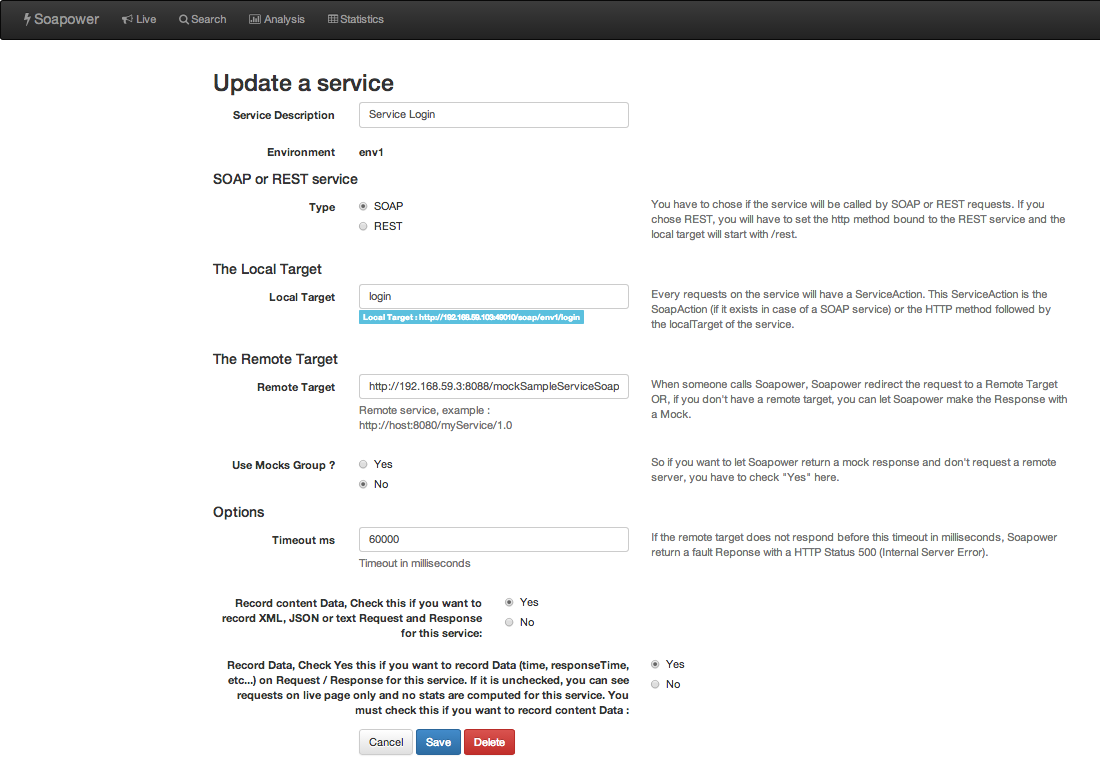 Soapower Live Search Analysis Statistics
Update a service
Service Description Service Login
Environment env1
SOAP or REST service
Type SOAP
REST
You have to chose if the service will be called by SOAP or REST requests. If you
chose REST, you will have to set the http method bound to the REST service and the
local target will start with /rest.
The Local Target
Local Target login
Local Target : http://192.168.59.103:49010/soap/env1/login
Every requests on the service will have a ServiceAction. This ServiceAction is the
SoapAction (if it exists in case of a SOAP service) or the HTTP method followed by
the localTarget of the service.
The Remote Target
Remote Target http://192.168.59.3:8088/mockSampleServiceSoap
Remote service, example :
http://host:8080/myService/1.0
When someone calls Soapower, Soapower redirect the request to a Remote Target
OR, if you don't have a remote target, you can let Soapower make the Response with
a Mock.
Use Mocks Group ? Yes
No
So if you want to let Soapower return a mock response and don't request a remote
server, you have to check "Yes" here.
Options
Timeout ms 60000
Timeout in milliseconds
If the remote target does not respond before this timeout in milliseconds, Soapower
return a fault Reponse with a HTTP Status 500 (Internal Server Error).
Record content Data, Check this if you want to
record XML, JSON or text Request and Response
for this service:
Yes
No
Record Data, Check Yes this if you want to record Data (time, responseTime,
etc...) on Request / Response for this service. If it is unchecked, you can see
requests on live page only and no stats are computed for this service. You
must check this if you want to record content Data :
Yes
No
Cancel Save Delete